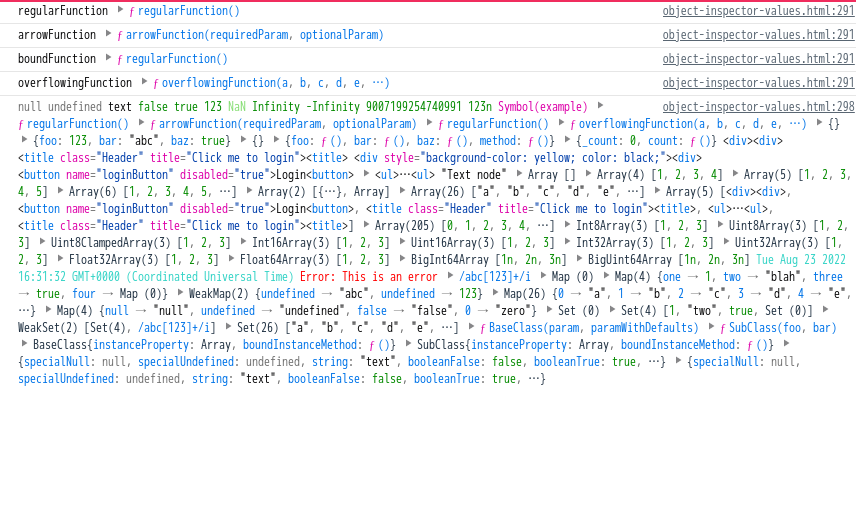 regularFunction ▶ ƒ regularFunction() object-inspector-values.html:291
arrowFunction ▶ ƒ arrowFunction(requiredParam, optionalParam) object-inspector-values.html:291
boundFunction ▶ ƒ regularFunction() object-inspector-values.html:291
overflowingFunction ▶ ƒ overflowingFunction(a, b, c, d, e, …) object-inspector-values.html:291
null undefined text false true 123 NaN Infinity -Infinity 9007199254740991 123n Symbol(example) ▶ object-inspector-values.html:298
ƒ regularFunction() ▶ ƒ arrowFunction(requiredParam, optionalParam) ▶ ƒ regularFunction() ▶ ƒ overflowingFunction(a, b, c, d, e, …) ▶ {}
▶ {foo: 123, bar: "abc", baz: true} ▶ {} ▶ {foo: ƒ (), bar: ƒ (), baz: ƒ (), method: ƒ ()} ▶ {_count: 0, count: ƒ ()} <div><div>
<title class="Header" title="Click me to login"><title> <div style="background-color: yellow; color: black;"><div>
<button name="loginButton" disabled="true">Login<button> ▶ <ul>…<ul> "Text node" ▶ Array [] ▶ Array(4) [1, 2, 3, 4] ▶ Array(5) [1, 2, 3,
4, 5] ▶ Array(6) [1, 2, 3, 4, 5, …] ▶ Array(2) [{…}, Array] ▶ Array(26) ["a", "b", "c", "d", "e", …] ▶ Array(5) [<div><div>,
<button name="loginButton" disabled="true">Login<button>, <title class="Header" title="Click me to login"><title>, <ul>…<ul>,
<title class="Header" title="Click me to login"><title>] ▶ Array(205) [0, 1, 2, 3, 4, …] ▶ Int8Array(3) [1, 2, 3] ▶ Uint8Array(3) [1, 2,
3] ▶ Uint8ClampedArray(3) [1, 2, 3] ▶ Int16Array(3) [1, 2, 3] ▶ Uint16Array(3) [1, 2, 3] ▶ Int32Array(3) [1, 2, 3] ▶ Uint32Array(3) [1,
2, 3] ▶ Float32Array(3) [1, 2, 3] ▶ Float64Array(3) [1, 2, 3] ▶ BigInt64Array [1n, 2n, 3n] ▶ BigUint64Array [1n, 2n, 3n] Tue Aug 23 2022
16:31:32 GMT+0000 (Coordinated Universal Time) Error: This is an error ▶ /abc[123]+/i ▶ Map (0) ▶ Map(4) {one → 1, two → "blah", three
→ true, four → Map (0)} ▶ WeakMap(2) {undefined → "abc", undefined → 123} ▶ Map(26) {0 → "a", 1 → "b", 2 → "c", 3 → "d", 4 → "e",
…} ▶ Map(4) {null → "null", undefined → "undefined", false → "false", 0 → "zero"} ▶ Set (0) ▶ Set(4) [1, "two", true, Set (0)] ▶
WeakSet(2) [Set(4), /abc[123]+/i] ▶ Set(26) ["a", "b", "c", "d", "e", …] ▶ ƒ BaseClass(param, paramWithDefaults) ▶ ƒ SubClass(foo, bar)
▶ BaseClass{instanceProperty: Array, boundInstanceMethod: ƒ ()} ▶ SubClass{instanceProperty: Array, boundInstanceMethod: ƒ ()} ▶
{specialNull: null, specialUndefined: undefined, string: "text", booleanFalse: false, booleanTrue: true, …} ▶ {specialNull: null,
specialUndefined: undefined, string: "text", booleanFalse: false, booleanTrue: true, …}